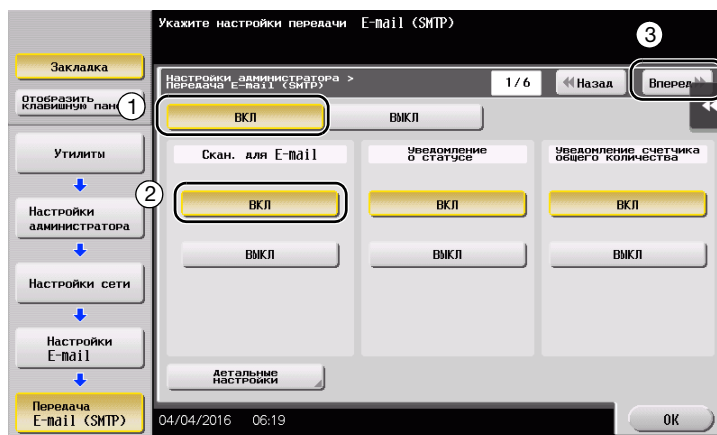 Укажите настройки передачи E-mail (SMTP)
3
Закладка
Отобразить
клавишную пан
1
Настройки администратора >
Передача E-mail (SMTP)
1/6
Назад
Вперед
ВКЛ
ВЫКЛ
Утилиты
Скан. для E-mail
Уведомление
о статусе
Уведомление счетчика
общего количества
2
ВКЛ
ВКЛ
ВКЛ
Настройки
администратора
ВЫКЛ
ВЫКЛ
ВЫКЛ
Настройки сети
Настройки
E-mail
Детальные
настройки
Передача
E-mail (SMTP)
04/04/2016 06:19
OK